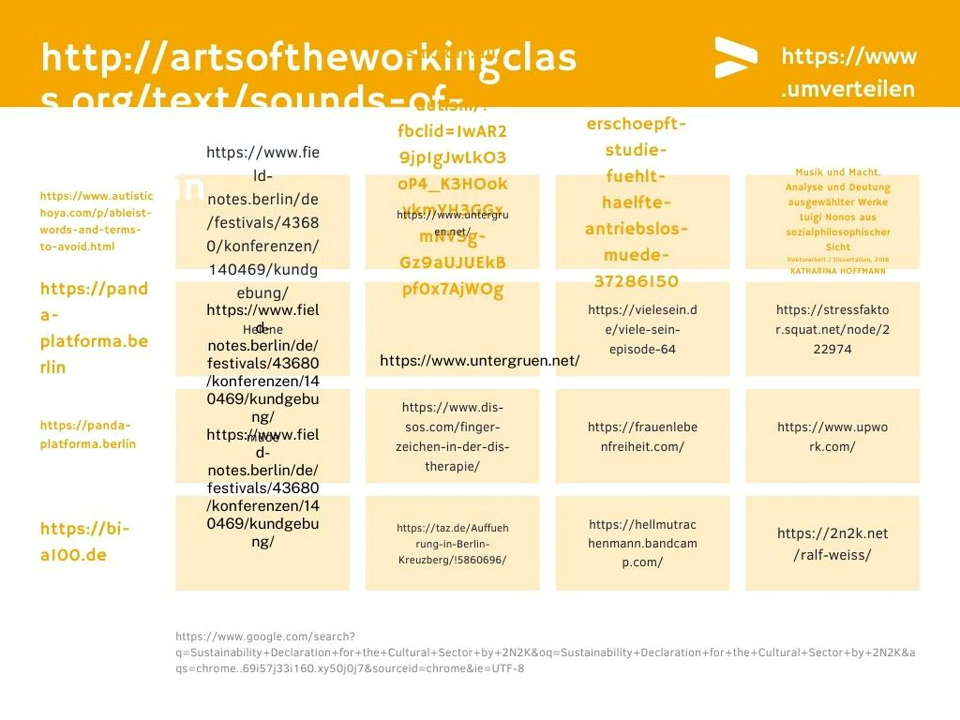 http://artsoftheworkingclas
s.org/text/sounds-of-
in
https://www
.umverteilen
https://www.autistic
hoya.com/p/ableist-
words-and-terms-
to-avoid.html
https://www.fie
ld-
notes.berlin/de
/festivals/4368
0/konferenzen/
140469/kundg
ebung/
autism/?
fbclid=IwAR2
9jpIgJwLkO3
oP4_K3HOok
vkmYH3GGx
mNV3g-
Gz9aUJUEkB
pf0x7AjWOg
https://www.untergru
en.net/
erschoepft-
studie-
fuehlt-
haelfte-
antriebslos-
muede-
37286150
Musik und Macht.
Analyse und Deutung
ausgewählter Werke
Luigi Nonos aus
sozialphilosophischer
Sicht
Doktorarbeit / Dissertation, 2016
KATHARINA HOFFMANN
https://pand
a-
platforma.be
rlin
https://www.fiel
d-
Helene
notes.berlin/de/
festivals/43680
/konferenzen/14
0469/kundgebu
ng/
https://www.untergruen.net/
https://vielesein.d
e/viele-sein-
episode-64
https://stressfakto
r.squat.net/node/2
22974
https://panda-
platforma.berlin
https://www.fiel
d-
notes.berlin/de/
festivals/43680
/konferenzen/14
0469/kundgebu
ng/
https://www.dis-
sos.com/finger-
zeichen-in-der-dis-
therapie/
https://frauenlebe
nfreiheit.com/
https://www.upwo
rk.com/
https://bi-
a100.de
https://taz.de/Auffueh
rung-in-Berlin-
Kreuzberg/!5860696/
https://hellmutrac
henmann.bandcam
p.com/
https://2n2k.net
/ralf-weiss/
https://www.google.com/search?
q=Sustainability+Declaration+for+the+Cultural+Sector+by+2N2K&oq=Sustainability+Declaration+for+the+Cultural+Sector+by+2N2K&a
qs=chrome..69i57j33i160.xy50j0j7&sourceid=chrome&ie=UTF-8